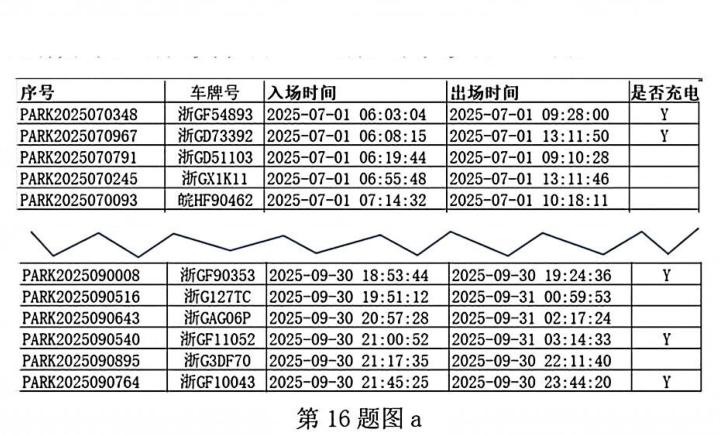 序号 车牌号 入场时间 出场时间 是否充电
PARK2025070348 浙GF54893 2025-07-01 06:03:04 2025-07-01 09:28:00 Y
PARK2025070967 浙GD73392 2025-07-01 06:08:15 2025-07-01 13:11:50 Y
PARK2025070791 浙GD51103 2025-07-01 06:19:44 2025-07-01 09:10:28
PARK2025070245 浙GX1K11 2025-07-01 06:55:48 2025-07-01 13:11:46
PARK2025070093 皖HF90462 2025-07-01 07:14:32 2025-07-01 10:18:11
PARK2025090008 浙GF90353 2025-09-30 18:53:44 2025-09-30 19:24:36 Y
PARK2025090516 浙G127TC 2025-09-30 19:51:12 2025-09-31 00:59:53
PARK2025090643 浙GAG06P 2025-09-30 20:57:28 2025-09-31 02:17:24
PARK2025090540 浙GF11052 2025-09-30 21:00:52 2025-09-31 03:14:33 Y
PARK2025090895 浙G3DF70 2025-09-30 21:17:35 2025-09-30 22:11:40
PARK2025090764 浙GF10043 2025-09-30 21:45:25 2025-09-30 23:44:20 Y
第 16 题图 a